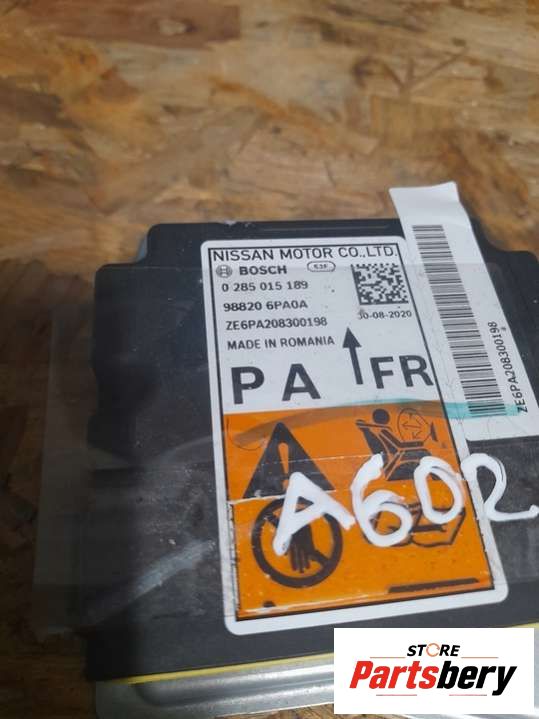 NISSAN MOTOR CO.,LTD.
BOSCH
0 285 015 189
98820 6PA0A
30-08-2020
ZE6PA208300198
MADE IN ROMANIA
PA FR
ZE6PA208300198
A602
STORE
Partsbery